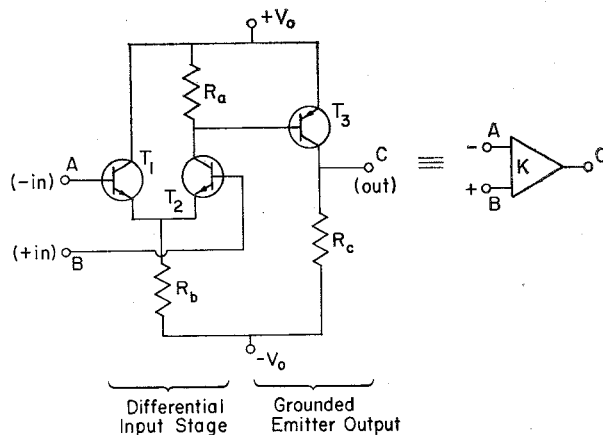 +V₀
Rₐ
T₃
A
(-in)
T₁
T₂
C
(out)
≡
- A
K
C
+ B
(+in)
B
R_b
R_c
-V₀
Differential
Input Stage
Grounded
Emitter Output